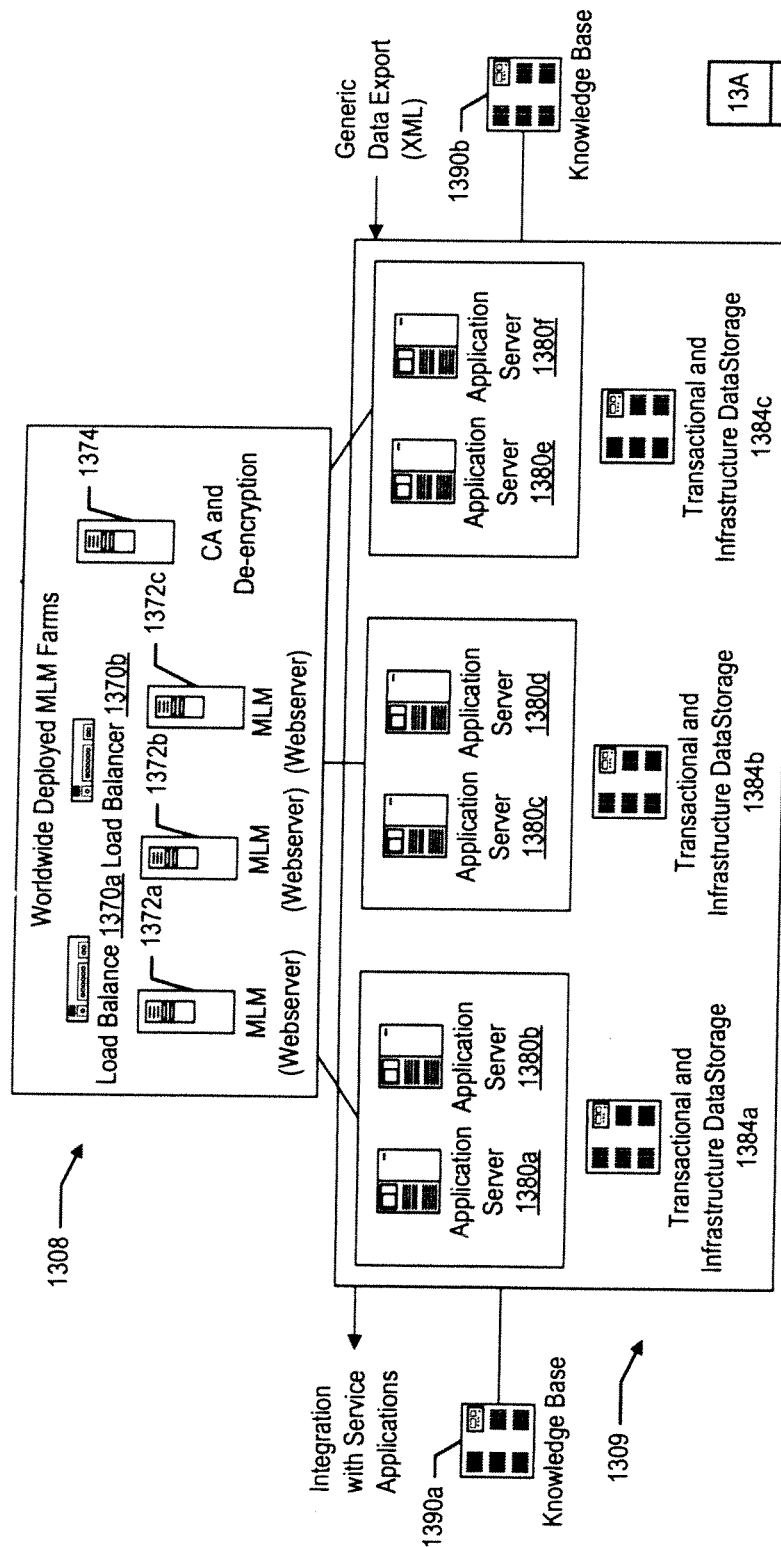 1308
Worldwide Deployed MLM Farms
Load Balance 1370a
Load Balancer 1370b
1372a
1372b
1372c
1374
MLM
(Webserver)
MLM
(Webserver)
MLM
(Webserver)
CA and
De-encryption
Integration
with Service
Applications
Generic
Data Export
(XML)
1390a
Knowledge Base
1390b
Knowledge Base
Application
Server
1380a
Application
Server
1380b
Application
Server
1380c
Application
Server
1380d
Application
Server
1380e
Application
Server
1380f
Transactional and
Infrastructure DataStorage
1384a
Transactional and
Infrastructure DataStorage
1384b
Transactional and
Infrastructure DataStorage
1384c
1309
13A